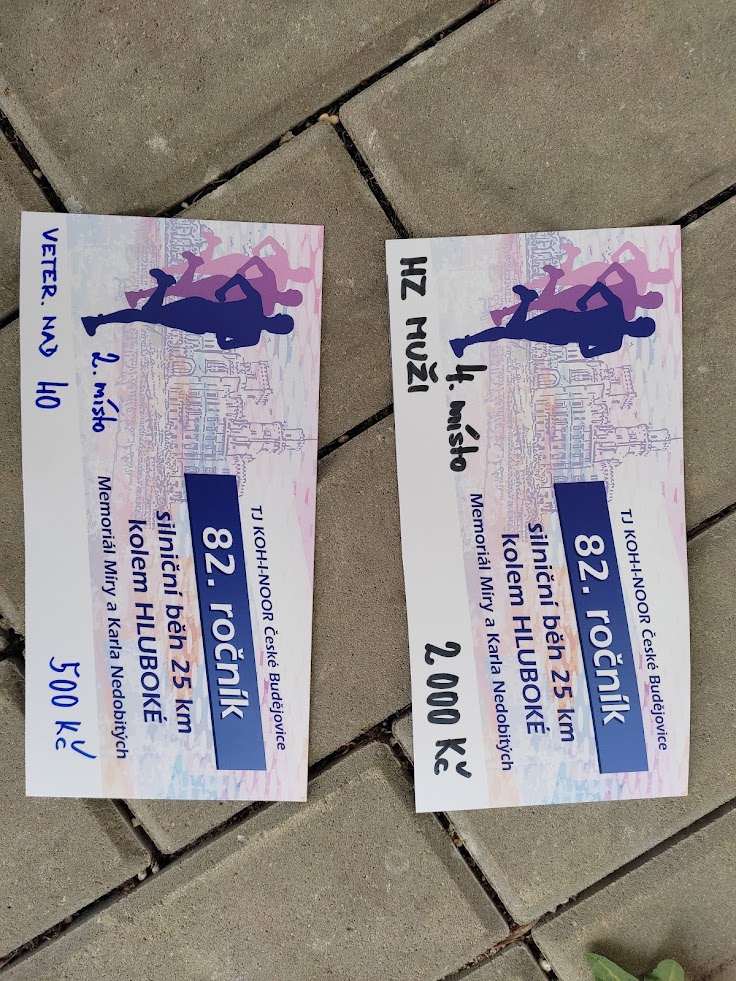 TJ KOH-I-NOOR České Budějovice
82. ročník
silniční běh 25 km
kolem HLUBOKÉ
Memoriál Míry a Karla Nedobitých
4. místo
HZ MUŽI
2 000 Kč
TJ KOH-I-NOOR České Budějovice
82. ročník
silniční běh 25 km
kolem HLUBOKÉ
Memoriál Míry a Karla Nedobitých
2. místo
VETER. NAD 40
500 Kč